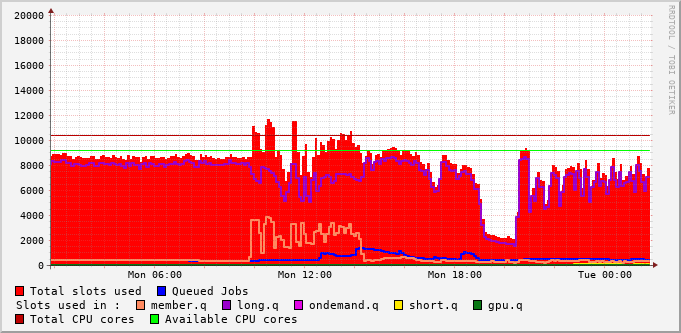 20000
18000
16000
14000
12000
10000
8000
6000
4000
2000
0
Mon 06:00 Mon 12:00 Mon 18:00 Tue 00:00
RRDTOOL / TOBI OETIKER
Total slots used Queued Jobs
Slots used in : member.q long.q ondemand.q short.q gpu.q
Total CPU cores Available CPU cores